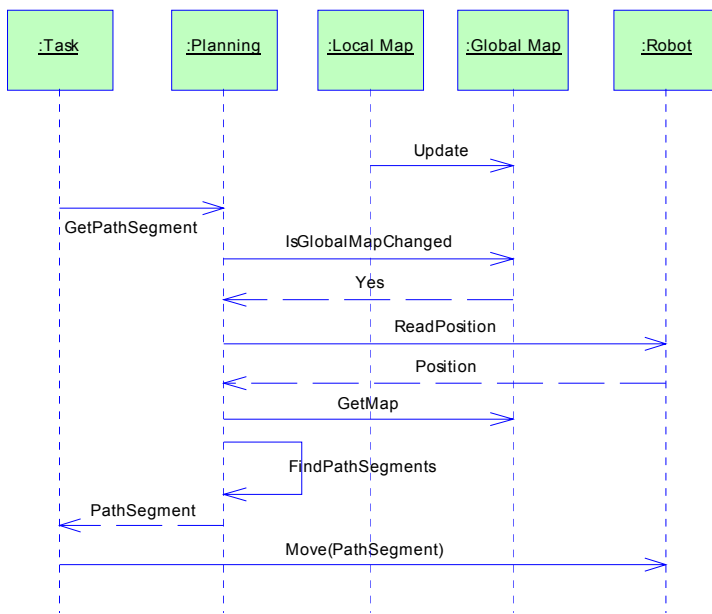 :Task
:Planning
:Local Map
:Global Map
:Robot
Update
GetPathSegment
IsGlobalMapChanged
Yes
ReadPosition
Position
GetMap
FindPathSegments
PathSegment
Move(PathSegment)